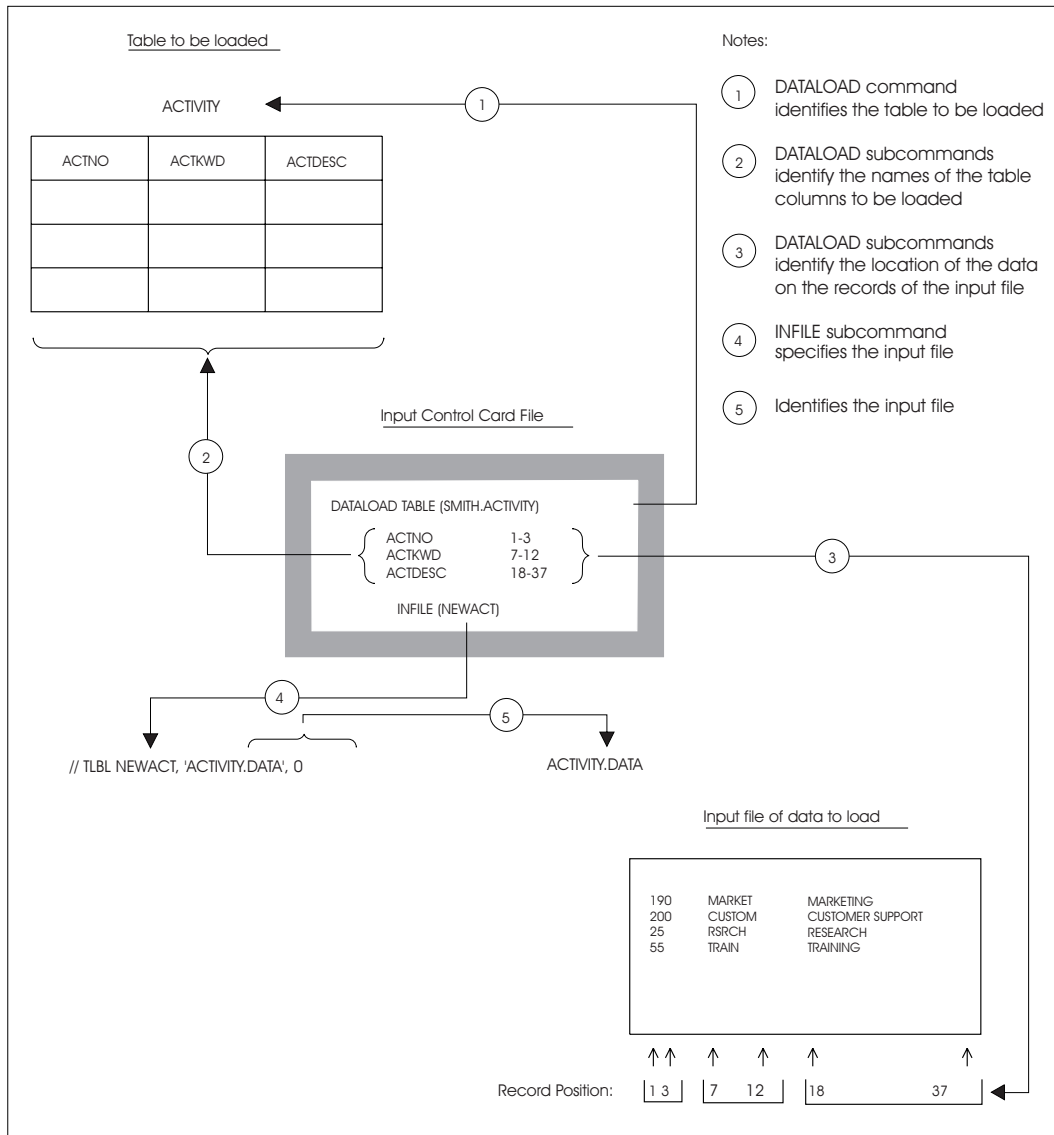 Table to be loaded
ACTIVITY
1
ACTNO ACTKWD ACTDESC
2
Notes:
1 DATALOAD command
identifies the table to be loaded
2 DATALOAD subcommands
identify the names of the table
columns to be loaded
3 DATALOAD subcommands
identify the location of the data
on the records of the input file
4 INFILE subcommand
specifies the input file
5 Identifies the input file
Input Control Card File
DATALOAD TABLE (SMITH.ACTIVITY)
ACTNO 1-3
ACTKWD 7-12
ACTDESC 18-37
INFILE (NEWACT)
3
4
5
// TLBL NEWACT, 'ACTIVITY.DATA', 0
ACTIVITY.DATA
Input file of data to load
190 MARKET MARKETING
200 CUSTOM CUSTOMER SUPPORT
25 RSRCH RESEARCH
55 TRAIN TRAINING
Record Position: 1 3 7 12 18 37